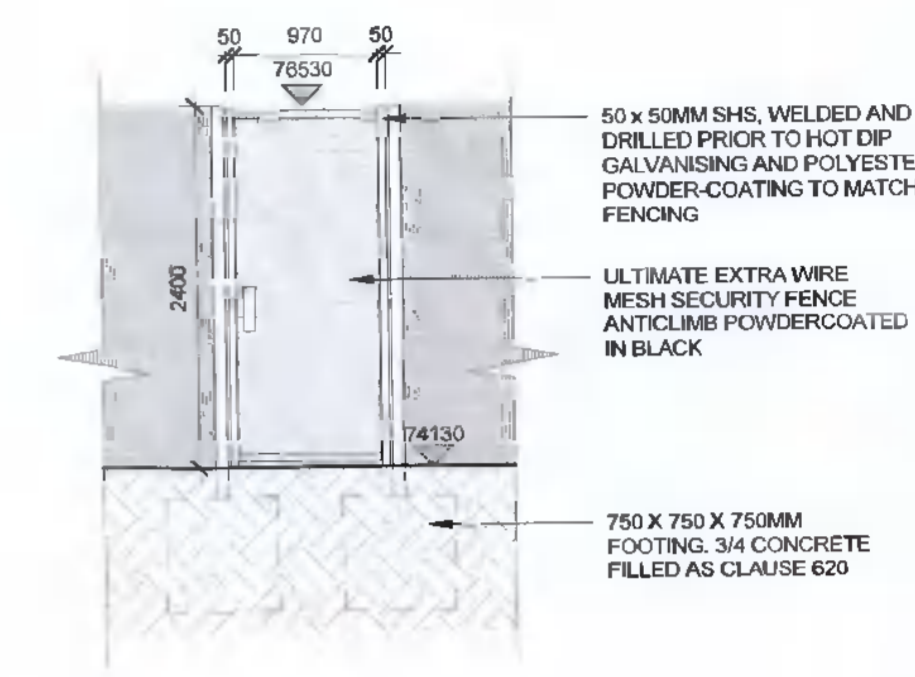 50 970 50
76530
50 x 50MM SHS, WELDED AND
DRILLED PRIOR TO HOT DIP
GALVANISING AND POLYESTE
POWDER-COATING TO MATCH
FENCING
2400
ULTIMATE EXTRA WIRE
MESH SECURITY FENCE
ANTICLIMB POWDERCOATED
IN BLACK
74130
750 X 750 X 750MM
FOOTING. 3/4 CONCRETE
FILLED AS CLAUSE 620